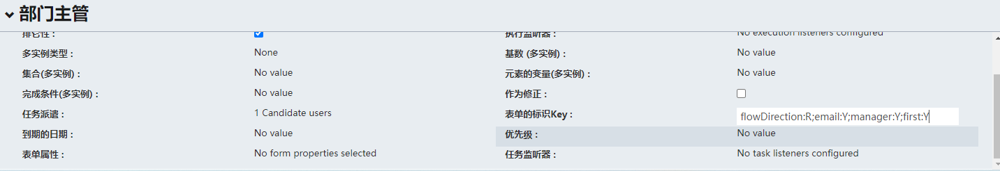 部门主管
排它性：
执行监听器： No execution listeners configured
多实例类型： None
基数 (多实例)： No value
集合(多实例)： No value
元素的变量(多实例)： No value
完成条件(多实例)： No value
作为修正：
任务派遣： 1 Candidate users
表单的标识Key： flowDirection:R;email:Y;manager:Y;first:Y
到期的日期： No value
优先级： No value
表单属性： No form properties selected
任务监听器： No task listeners configured